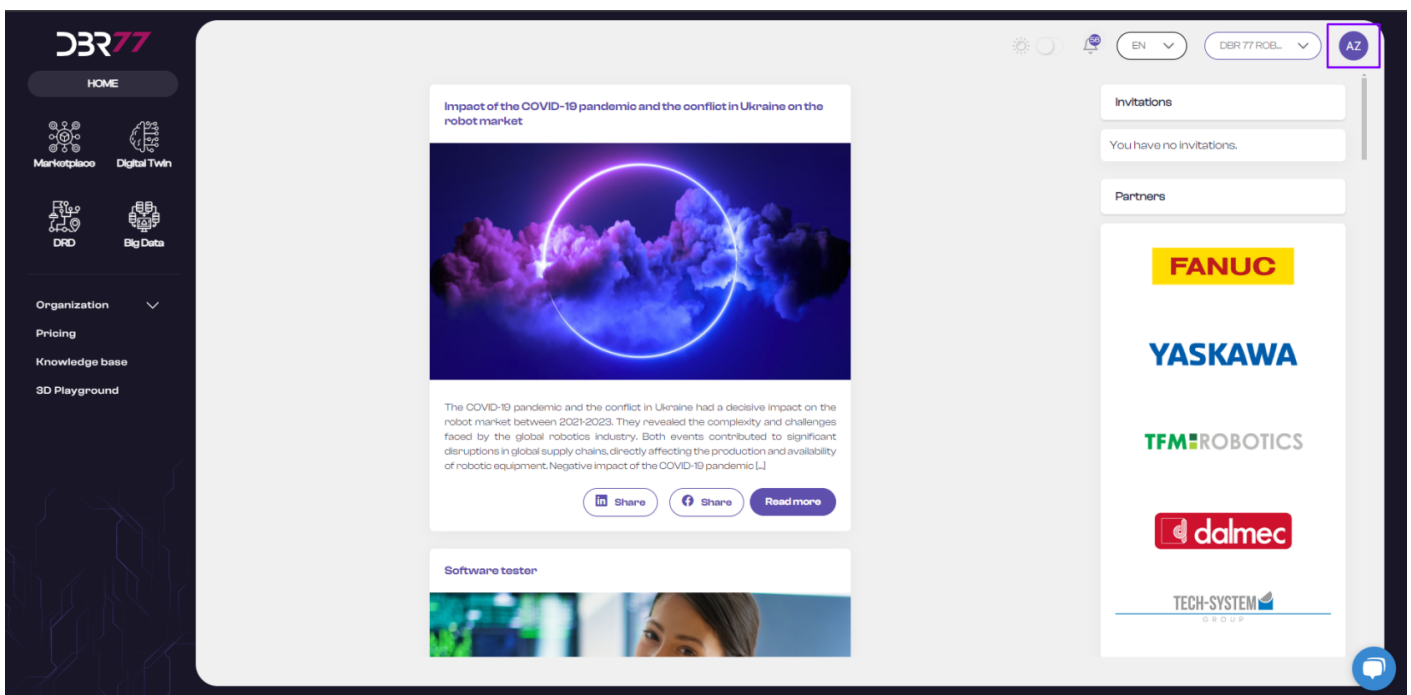 DBR77
HOME
Marketplace
Digital Twin
DRD
Big Data
Organization
Pricing
Knowledge base
3D Playground
56
EN
DBR 77 ROB...
AZ
Impact of the COVID-19 pandemic and the conflict in Ukraine on the
robot market
The COVID-19 pandemic and the conflict in Ukraine had a decisive impact on the
robot market between 2021-2023. They revealed the complexity and challenges
faced by the global robotics industry. Both events contributed to significant
disruptions in global supply chains, directly affecting the production and availability
of robotic equipment. Negative impact of the COVID-19 pandemic [...]
Share
Share
Read more
Software tester
Invitations
You have no invitations.
Partners
FANUC
YASKAWA
TFM ROBOTICS
dalmec
TECH-SYSTEM
GROUP